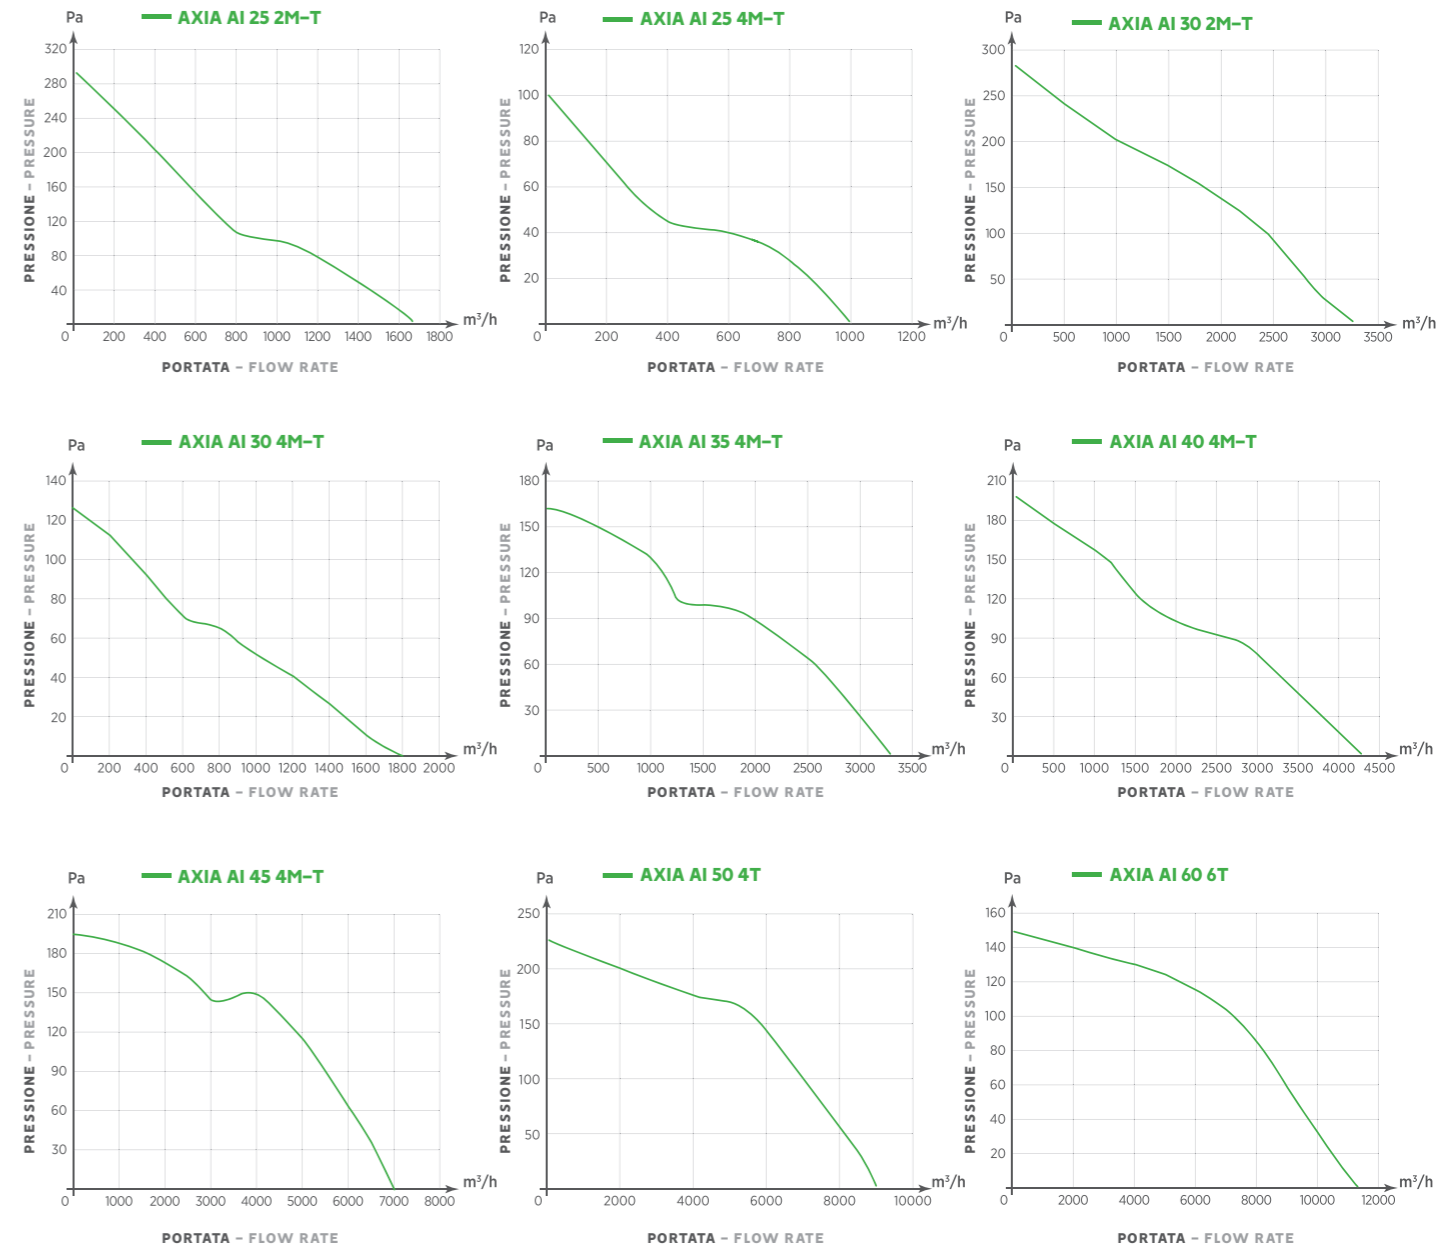 Pa
AXIA AI 25 2M–T
320
280
240
200
160
120
80
40
0 200 400 600 800 1000 1200 1400 1600 1800
m³/h
PRESSIONE – PRESSURE
PORTATA – FLOW RATE
Pa
AXIA AI 25 4M–T
120
100
80
60
40
20
0 200 400 600 800 1000 1200
m³/h
PRESSIONE – PRESSURE
PORTATA – FLOW RATE
Pa
AXIA AI 30 2M–T
300
250
200
150
100
50
0 500 1000 1500 2000 2500 3000 3500
m³/h
PRESSIONE – PRESSURE
PORTATA – FLOW RATE
Pa
AXIA AI 30 4M–T
140
120
100
80
60
40
20
0 200 400 600 800 1000 1200 1400 1600 1800 2000
m³/h
PRESSIONE – PRESSURE
PORTATA – FLOW RATE
Pa
AXIA AI 35 4M–T
180
150
120
90
60
30
0 500 1000 1500 2000 2500 3000 3500
m³/h
PRESSIONE – PRESSURE
PORTATA – FLOW RATE
Pa
AXIA AI 40 4M–T
210
180
150
120
90
60
30
0 500 1000 1500 2000 2500 3000 3500 4000 4500
m³/h
PRESSIONE – PRESSURE
PORTATA – FLOW RATE
Pa
AXIA AI 45 4M–T
210
180
150
120
90
60
30
0 1000 2000 3000 4000 5000 6000 7000 8000
m³/h
PRESSIONE – PRESSURE
PORTATA – FLOW RATE
Pa
AXIA AI 50 4T
250
200
150
100
50
0 2000 4000 6000 8000 10000
m³/h
PRESSIONE – PRESSURE
PORTATA – FLOW RATE
Pa
AXIA AI 60 6T
160
140
120
100
80
60
40
20
0 2000 4000 6000 8000 10000 12000
m³/h
PRESSIONE – PRESSURE
PORTATA – FLOW RATE